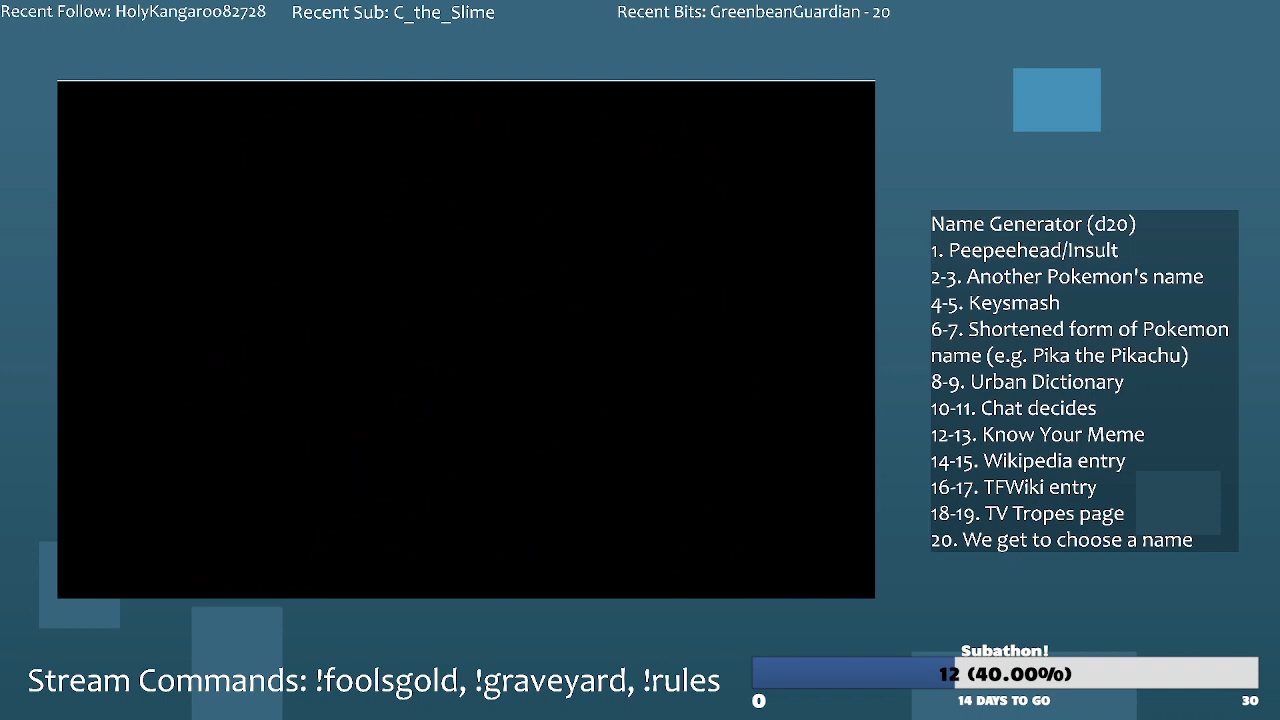 Recent Follow: HolyKangaroo82728
Recent Sub: C_the_Slime
Recent Bits: GreenbeanGuardian - 20
Name Generator (d20)
1. Peepeehead/Insult
2-3. Another Pokemon's name
4-5. Keysmash
6-7. Shortened form of Pokemon
name (e.g. Pika the Pikachu)
8-9. Urban Dictionary
10-11. Chat decides
12-13. Know Your Meme
14-15. Wikipedia entry
16-17. TFWiki entry
18-19. TV Tropes page
20. We get to choose a name
Stream Commands: !foolsgold, !graveyard, !rules
Subathon!
12 (40.00%)
0
14 DAYS TO GO
30